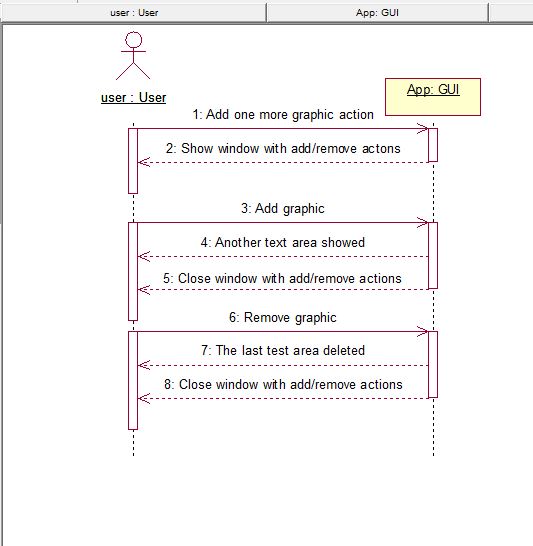 user : User
App: GUI
user : User
App: GUI
1: Add one more graphic action
2: Show window with add/remove actons
3: Add graphic
4: Another text area showed
5: Close window with add/remove actions
6: Remove graphic
7: The last test area deleted
8: Close window with add/remove actions